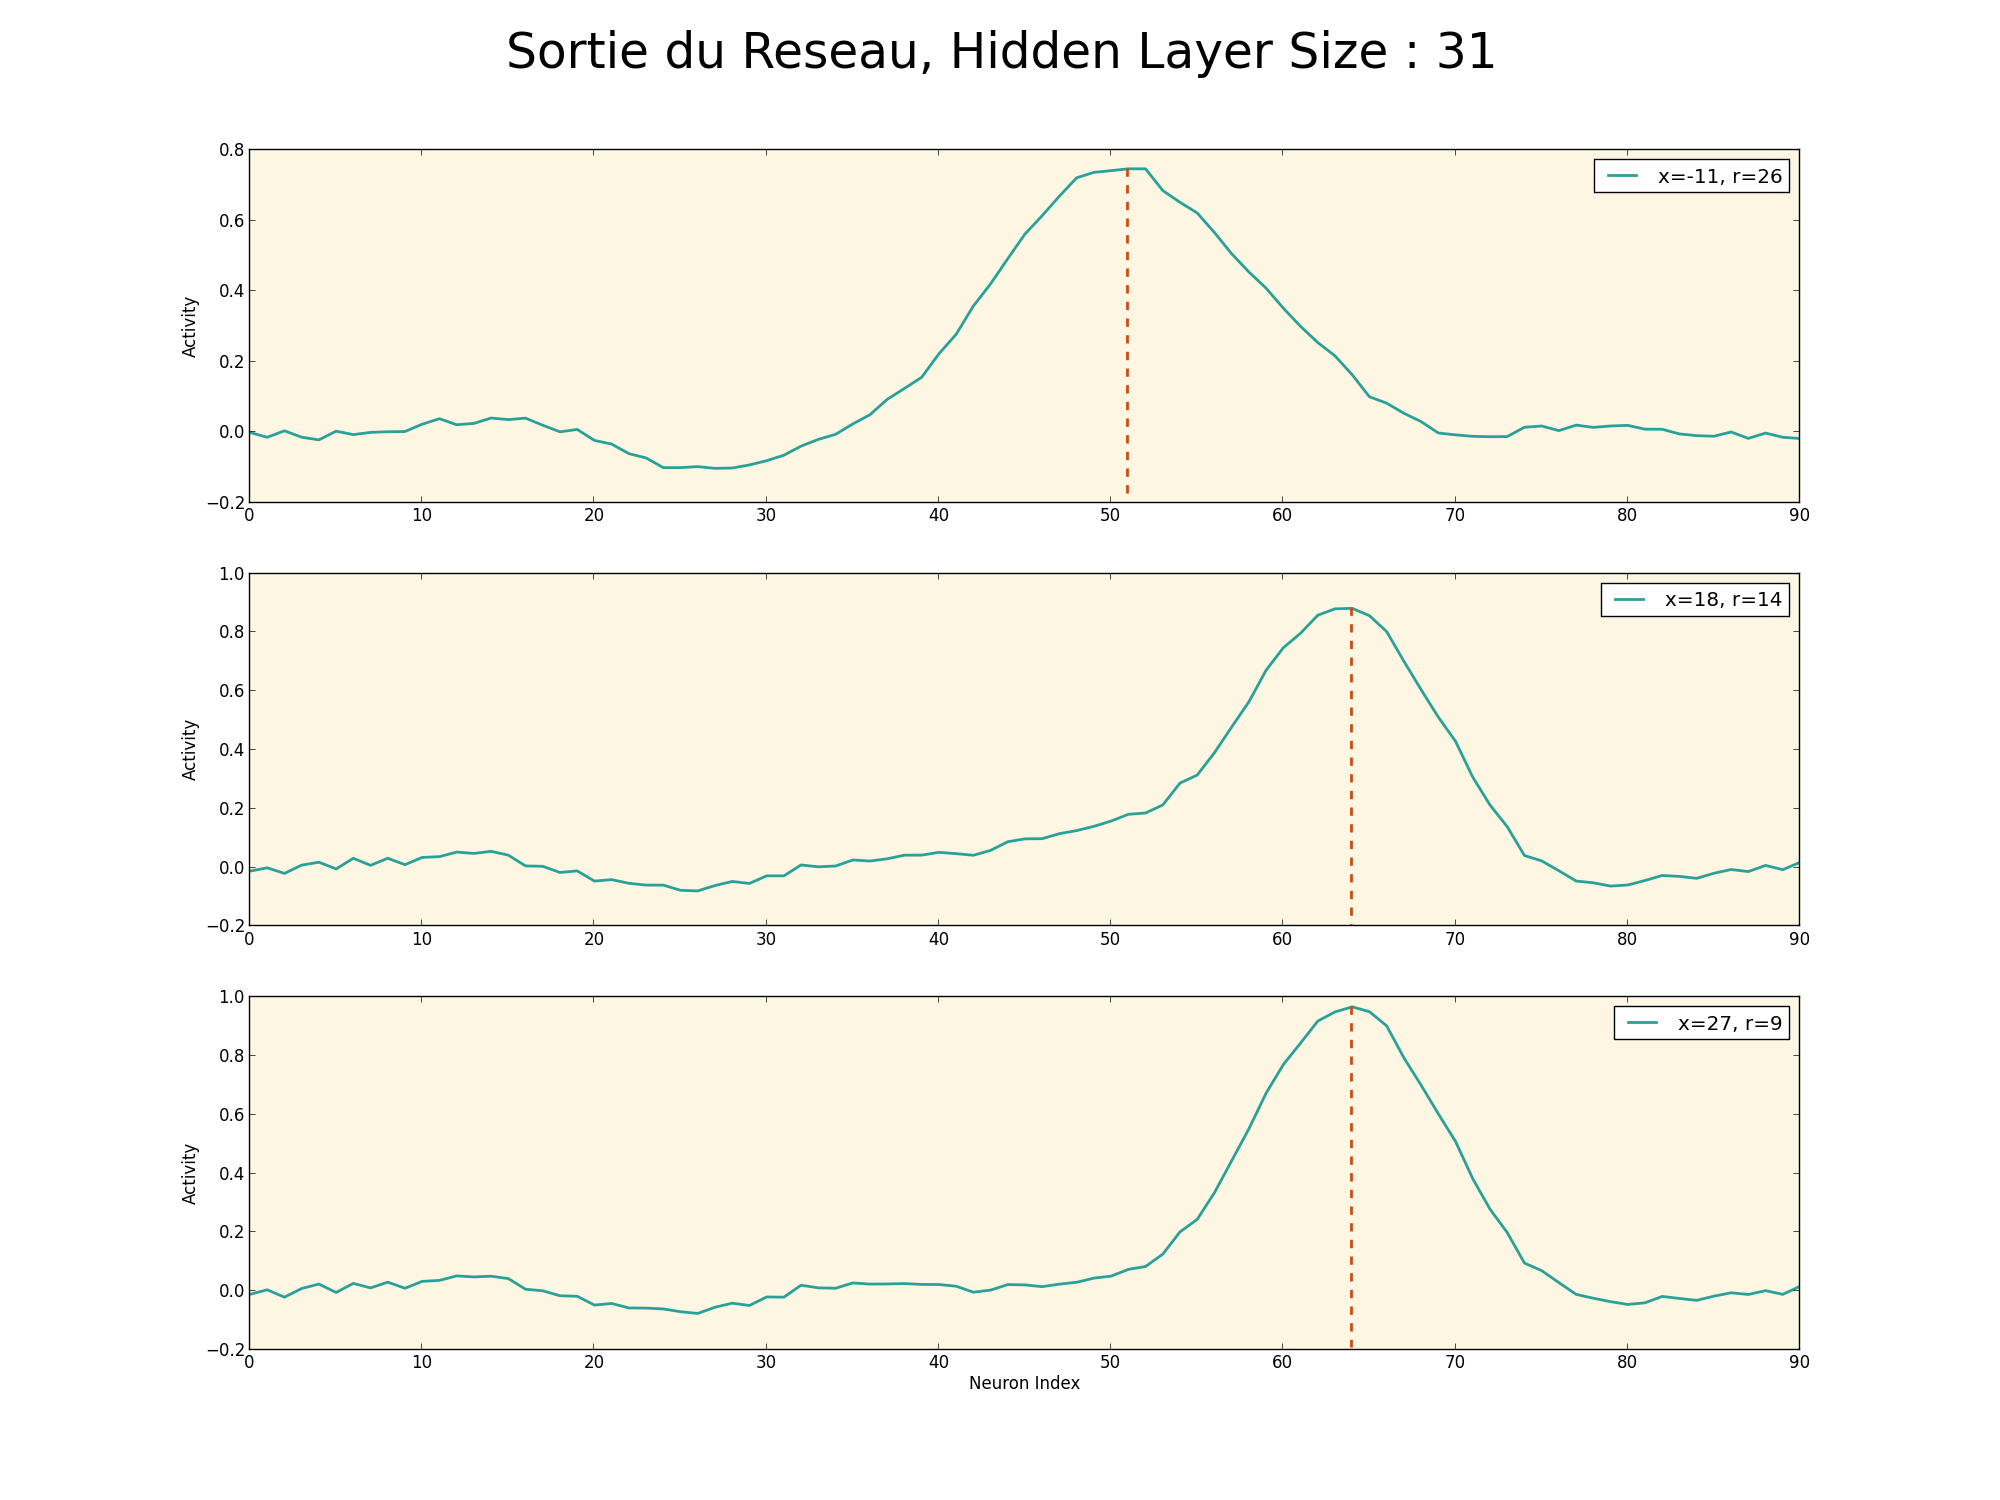 Sortie du Reseau, Hidden Layer Size : 31
0.8
0.6
0.4
0.2
0.0
−0.2
Activity
x=-11, r=26
0 10 20 30 40 50 60 70 80 90
1.0
0.8
0.6
0.4
0.2
0.0
−0.2
Activity
x=18, r=14
0 10 20 30 40 50 60 70 80 90
1.0
0.8
0.6
0.4
0.2
0.0
−0.2
Activity
x=27, r=9
0 10 20 30 40 50 60 70 80 90
Neuron Index